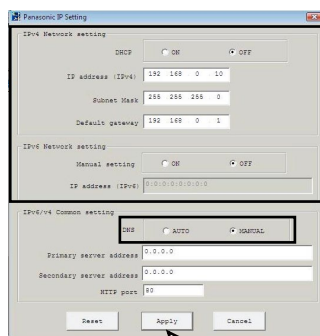 Panasonic IP Setting
IPv4 Network setting
DHCP ON OFF
IP address (IPv4) 192 168 0 10
Subnet Mask 255 255 255 0
Default gateway 192 168 0 1
IPv6 Network setting
Manual setting ON OFF
IP address (IPv6) 0:0:0:0:0:0:0:0
IPv6/v4 Common setting
DNS AUTO MANUAL
Primary server address 0.0.0.0
Secondary server address 0.0.0.0
HTTP port 80
Reset Apply Cancel